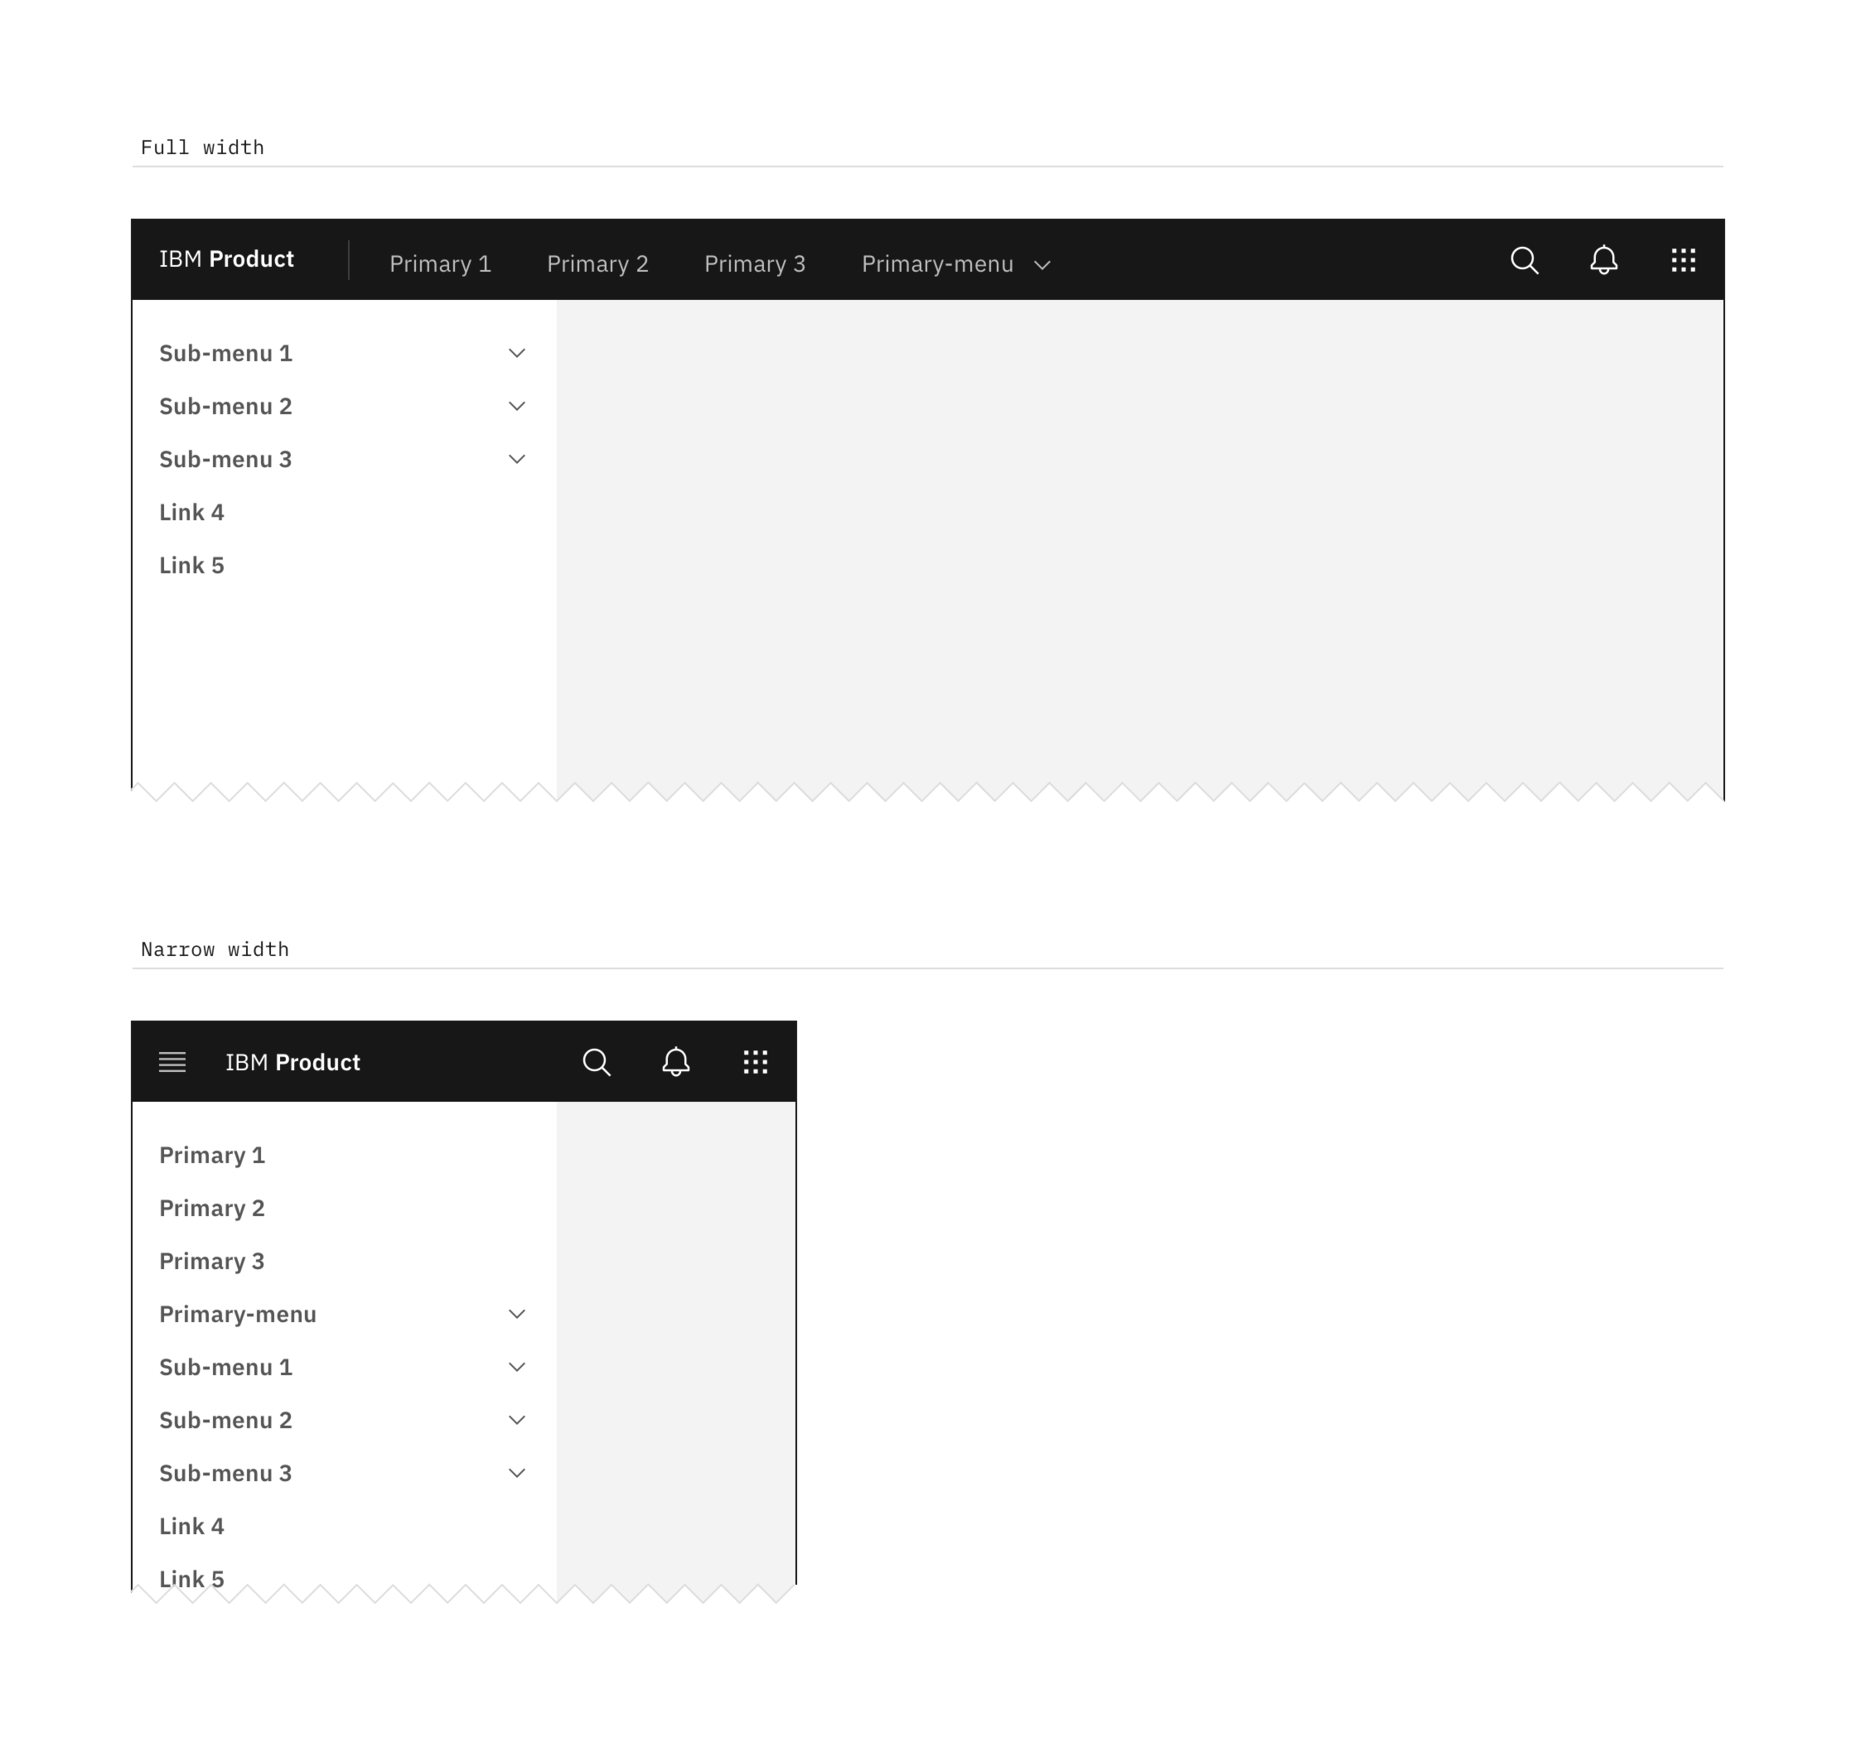 Full width
IBM Product
Primary 1
Primary 2
Primary 3
Primary-menu
Sub-menu 1
Sub-menu 2
Sub-menu 3
Link 4
Link 5
Narrow width
IBM Product
Primary 1
Primary 2
Primary 3
Primary-menu
Sub-menu 1
Sub-menu 2
Sub-menu 3
Link 4
Link 5